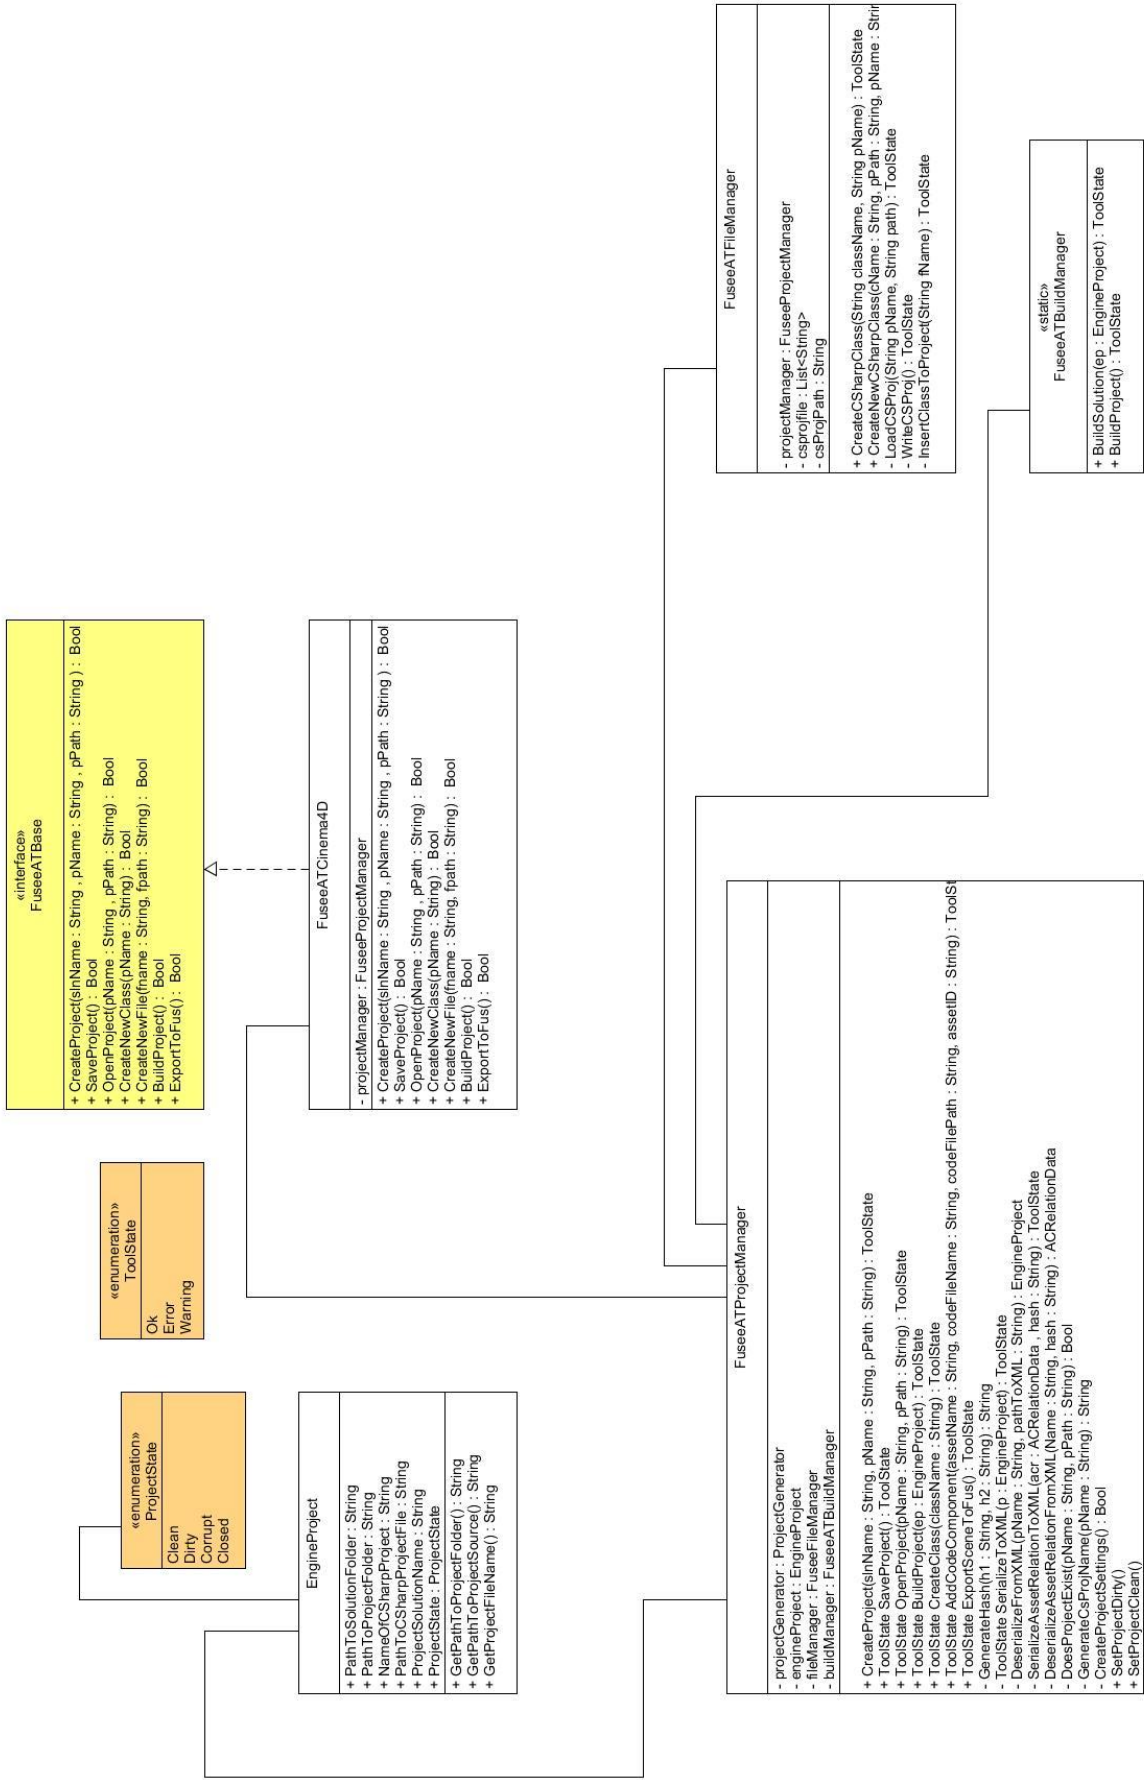 «interface»
FuseeATBase
+ CreateProject(slnName : String , pName : String , pPath : String ) : Bool
+ SaveProject() : Bool
+ OpenProject(pName : String , pPath : String) : Bool
+ CreateNewClass(pName : String) : Bool
+ CreateNewFile(fname : String, fpath : String) : Bool
+ BuildProject() : Bool
+ ExportToFus() : Bool
«enumeration»
ToolState
Ok
Error
Warning
«enumeration»
ProjectState
Clean
Dirty
Corrupt
Closed
EngineProject
+ PathToSolutionFolder : String
+ PathToProjectFolder : String
+ NameOfCSharpProject : String
+ PathToCSharpProjectFile : String
+ ProjectSolutionName : String
+ ProjectState : ProjectState
+ GetPathToProjectFolder() : String
+ GetPathToProjectSource() : String
+ GetProjectFileName() : String
FuseeATCinema4D
- projectManager : FuseeProjectManager
+ CreateProject(slnName : String , pName : String , pPath : String ) : Bool
+ SaveProject() : Bool
+ OpenProject(pName : String , pPath : String) : Bool
+ CreateNewClass(pName : String) : Bool
+ CreateNewFile(fname : String, fpath : String) : Bool
+ BuildProject() : Bool
+ ExportToFus() : Bool
FuseeATProjectManager
- projectGenerator : ProjectGenerator
- engineProject : EngineProject
- fileManager : FuseeFileManager
- buildManager : FuseeATBuildManager
+ CreateProject(slnName : String, pName : String, pPath : String) : ToolState
+ ToolState SaveProject() : ToolState
+ ToolState OpenProject(pName : String, pPath : String) : ToolState
+ ToolState BuildProject(ep : EngineProject) : ToolState
+ ToolState CreateClass(className : String) : ToolState
+ ToolState AddCodeComponent(assetName : String, codeFileName : String, codeFilePath : String, assetID : String) : ToolSt
+ ToolState ExportSceneToFus() : ToolState
- GenerateHash(h1 : String, h2 : String) : String
- ToolState SerializeToXML(p : EngineProject) : ToolState
- DeserializeFromXML(pName : String, pathToXML : String) : EngineProject
- SerializeAssetRelationToXML(acr : ACRelationData , hash : String) : ToolState
- DeserializeAssetRelationFromXML(Name : String, hash : String) : ACRelationData
- DoesProjectExist(pName : String, pPath : String) : Bool
- GenerateCsProjName(pName : String) : String
- CreateProjectSettings() : Bool
+ SetProjectDirty()
+ SetProjectClean()
FuseeATFileManager
- projectManager : FuseeProjectManager
- csprojfile : List<String>
- csProjPath : String
+ CreateCSharpClass(String className, String pName) : ToolState
+ CreateNewCSharpClass(cName : String, pPath : String, pName : Strin
- LoadCSProj(String pName, String path) : ToolState
- WriteCSProj() : ToolState
- InsertClassToProject(String fName) : ToolState
«static»
FuseeATBuildManager
+ BuildSolution(ep : EngineProject) : ToolState
+ BuildProject() : ToolState